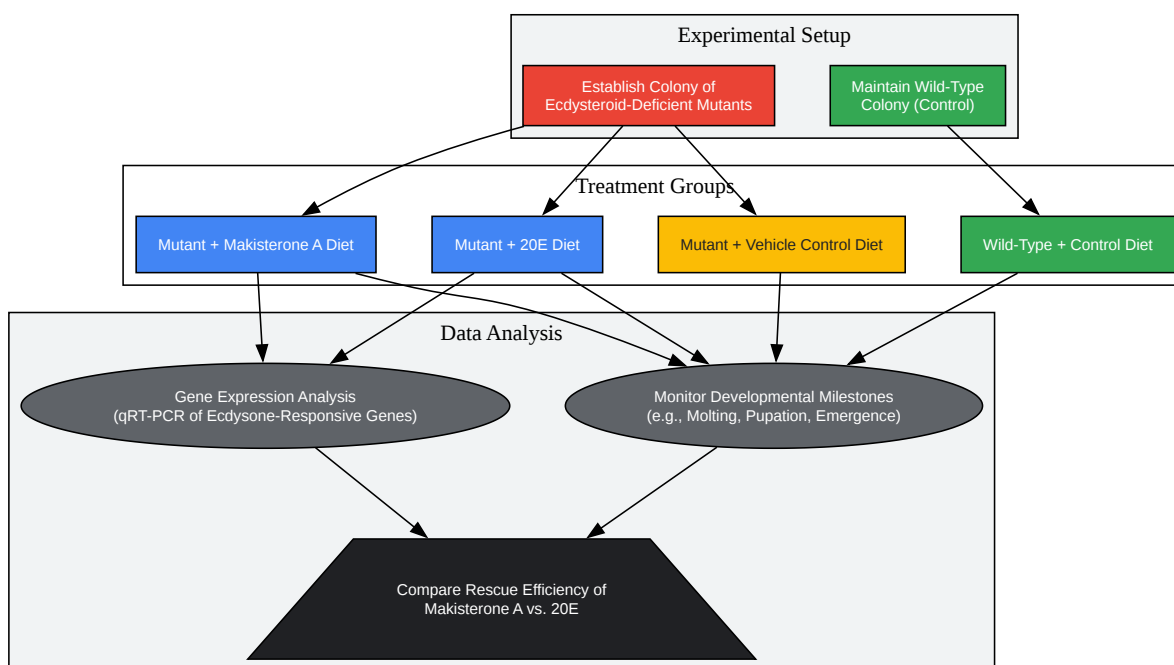 Experimental Setup
Establish Colony of
Ecdysteroid-Deficient Mutants
Maintain Wild-Type
Colony (Control)
Treatment Groups
Mutant + Makisterone A Diet
Mutant + 20E Diet
Mutant + Vehicle Control Diet
Wild-Type + Control Diet
Data Analysis
Gene Expression Analysis
(qRT-PCR of Ecdysone-Responsive Genes)
Monitor Developmental Milestones
(e.g., Molting, Pupation, Emergence)
Compare Rescue Efficiency of
Makisterone A vs. 20E